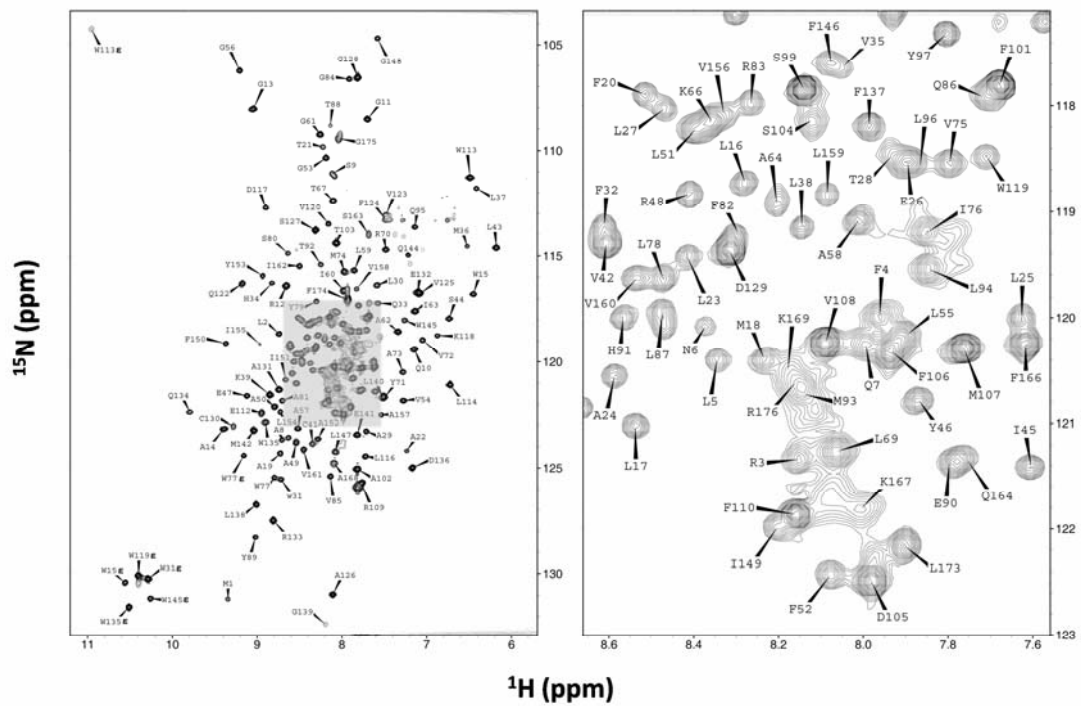 W113ε
G56
G13
G128
G84
G148
G11
T88
G61
T21
G53
G175
S9
W113
L37
D117
T67
V120
S127
V123
F124
S163
T103
R70
Q95
L43
M36
S80
T92
M74
L59
Q144
Y153
I162
I60
V158
L30
E132
V125
W15
Q122
H34
R12
F174
Y79
Q33
I63
S44
L2
A62
W145
K118
F150
I155
V72
I151
A73
Q10
A131
K39
L140
Y71
L114
E47
A50
A81
V54
Q134
E112
A57
L154
E141
A157
C130
A8
C41
A152
A14
M142
W135
A29
A22
L147
W77ε
A19
A49
V161
A168
L116
D136
W77
W31
V85
A102
R109
L138
R133
Y89
W119ε
W15ε
W31ε
W145ε
W135ε
M1
A126
G139
105
110
115
120
125
130
11
10
9
8
7
6
15N (ppm)
F146
V35
Y97
F101
S99
V156
R83
F20
K66
F137
Q86
L27
L51
S104
L96
V75
L16
A64
L159
T28
W119
F32
R48
F82
L38
E26
I76
L78
A58
V42
L23
D129
V160
F4
L94
L25
V108
L55
H91
L87
N6
M18
K169
F166
L5
R176
M93
Q7
F106
M107
A24
Y46
L17
L69
I45
R3
K167
E90
Q164
F110
I149
L173
F52
D105
118
119
120
121
122
123
8.6
8.4
8.2
8.0
7.8
7.6
1H (ppm)